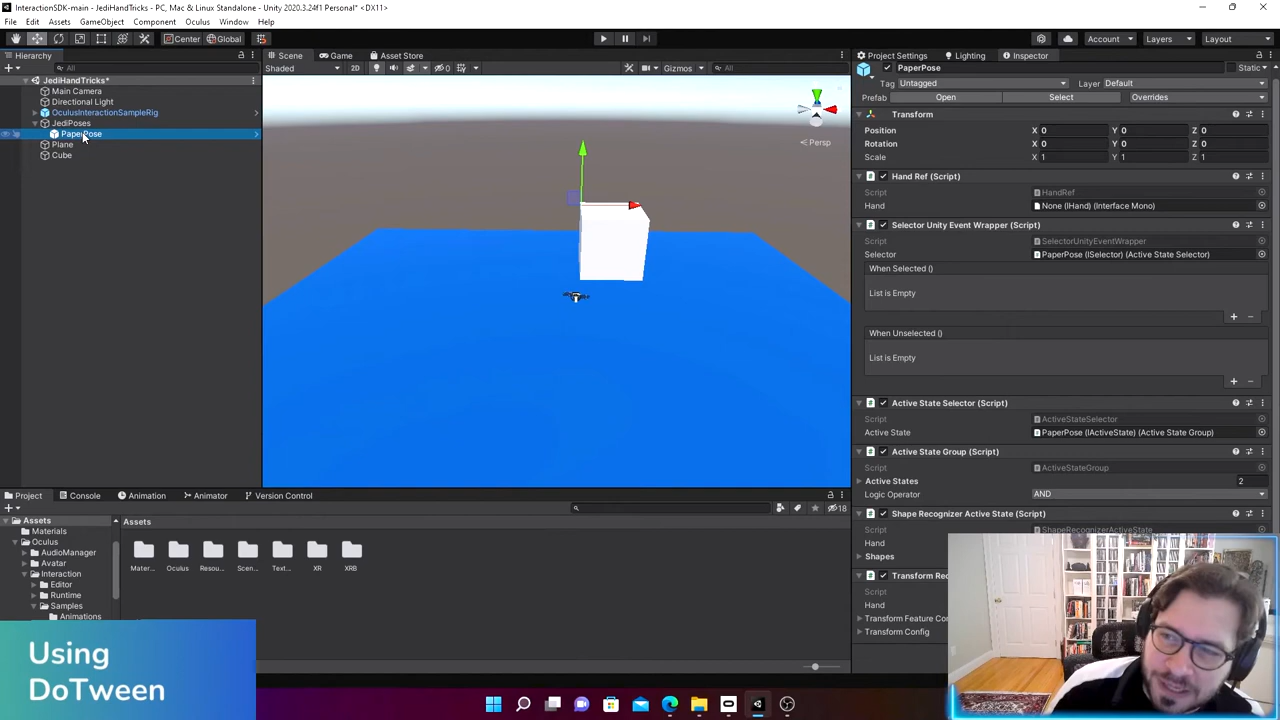 InteractionSDK-main - JediHandTricks - PC, Mac & Linux Standalone - Unity 2020.3.24f1 Personal* <DX11>
File Edit Assets GameObject Component Oculus Window Help
Center Global Account Layers Layout
Hierarchy
All
JediHandTricks*
Main Camera
Directional Light
OculusInteractionSampleRig
JediPoses
PaperPose
Plane
Cube
Scene Game Asset Store
Shaded 2D 0 Gizmos All
Persp
Project Settings Lighting Inspector
PaperPose Static
Tag Untagged Layer Default
Prefab Open Select Overrides
Transform
Position X 0 Y 0 Z 0
Rotation X 0 Y 0 Z 0
Scale X 1 Y 1 Z 1
Hand Ref (Script)
Script HandRef
Hand None (IHand) (Interface Mono)
Selector Unity Event Wrapper (Script)
Script SelectorUnityEventWrapper
Selector PaperPose (ISelector) (Active State Selector)
When Selected ()
List is Empty
+ -
When Unselected ()
List is Empty
+ -
Active State Selector (Script)
Script ActiveStateSelector
Active State PaperPose (IActiveState) (Active State Group)
Active State Group (Script)
Script ActiveStateGroup
Active States 2
Logic Operator AND
Shape Recognizer Active State (Script)
Script ShapeRecognizerActiveState
Hand
Shapes
Transform Rec
Script
Hand
Transform Feature Con
Transform Config
Project Console Animation Animator Version Control
18
Assets
Materials
Oculus
AudioManager
Avatar
Interaction
Editor
Runtime
Samples
Animations
Assets
Mater... Oculus Resou... Scen... Text... XR XRB
Using
DoTween